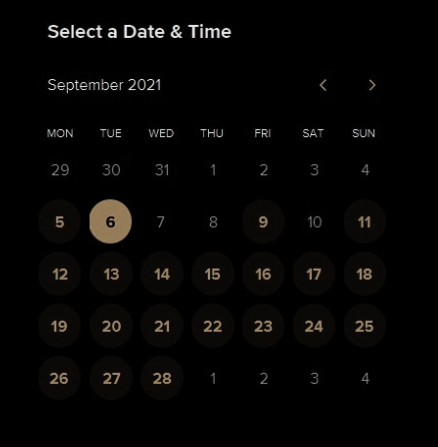 Select a Date & Time
September 2021
MON TUE WED THU FRI SAT SUN
29 30 31 1 2 3 4
5 6 7 8 9 10 11
12 13 14 15 16 17 18
19 20 21 22 23 24 25
26 27 28 1 2 3 4